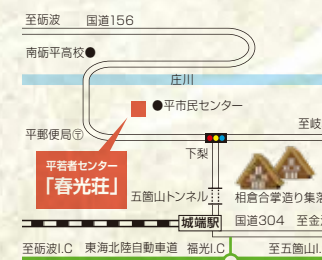 至砺波 国道156
南砺平高校●
庄川
●平市民センター
平郵便局〒
至岐
下梨
平若者センター
「春光荘」
五箇山トンネル
相倉合掌造り集落
城端駅
国道304 至金沢
至砺波I.C 東海北陸自動車道 福光I.C 至五箇山I.